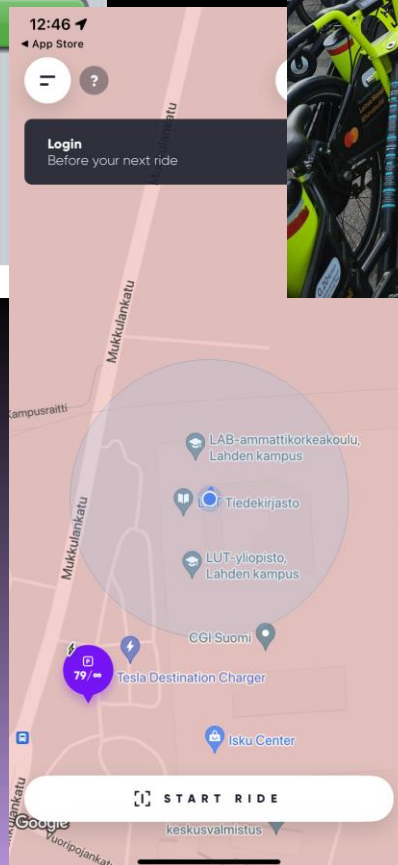 12:46
◀ App Store
?
Login
Before your next ride
Mukkulankatu
Mukkulankatu
Kampusraitti
LAB-ammattikorkeakoulu,
Lahden kampus
Tiedekirjasto
Mukkulankatu
LUT-yliopisto,
Lahden kampus
CGI Suomi
P
79/∞
Tesla Destination Charger
Isku Center
START RIDE
Google
keskusvalmistus
Vuoripojankatu